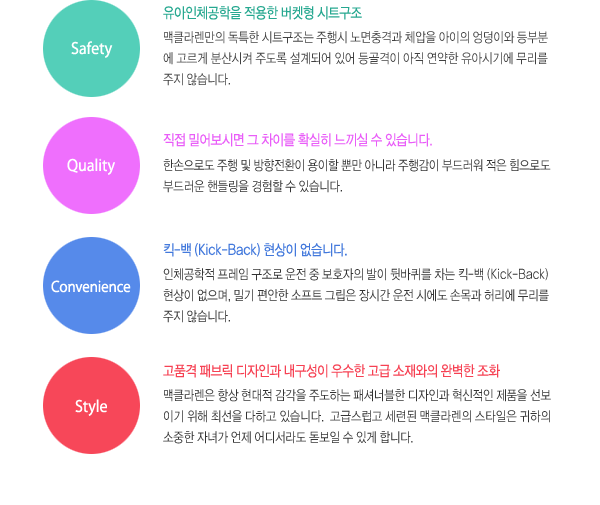 유아인체공학을 적용한 버켓형 시트구조
Safety
맥클라렌만의 독특한 시트구조는 주행시 노면충격과 체압을 아이의 엉덩이와 등부분
에 고르게 분산시켜 주도록 설계되어 있어 등골격이 아직 연약한 유아시기에 무리를
주지 않습니다.
직접 밀어보시면 그 차이를 확실히 느끼실 수 있습니다.
Quality
한손으로도 주행 및 방향전환이 용이할 뿐만 아니라 주행감이 부드러워 적은 힘으로도
부드러운 핸들링을 경험할 수 있습니다.
킥-백 (Kick-Back) 현상이 없습니다.
Convenience
인체공학적 프레임 구조로 운전 중 보호자의 발이 뒷바퀴를 차는 킥-백 (Kick-Back)
현상이 없으며, 밀기 편안한 소프트 그립은 장시간 운전 시에도 손목과 허리에 무리를
주지 않습니다.
고품격 패브릭 디자인과 내구성이 우수한 고급 소재와의 완벽한 조화
Style
맥클라렌은 항상 현대적 감각을 주도하는 패셔너블한 디자인과 혁신적인 제품을 선보
이기 위해 최선을 다하고 있습니다. 고급스럽고 세련된 맥클라렌의 스타일은 귀하의
소중한 자녀가 언제 어디서라도 돋보일 수 있게 합니다.